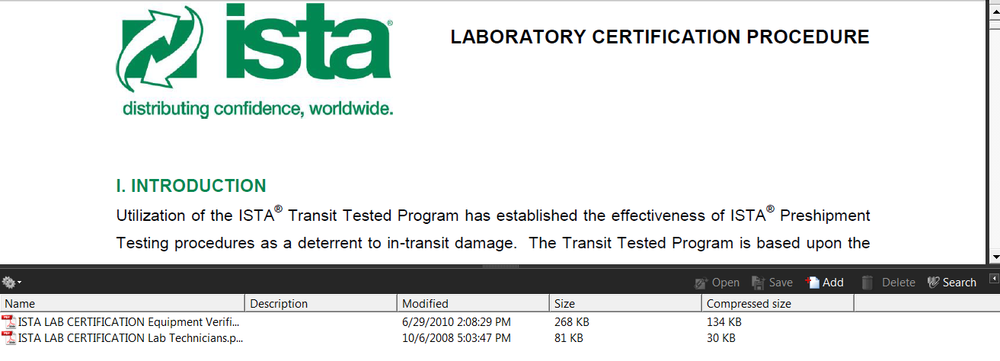 ista®
LABORATORY CERTIFICATION PROCEDURE
distributing confidence, worldwide.
I. INTRODUCTION
Utilization of the ISTA® Transit Tested Program has established the effectiveness of ISTA® Preshipment
Testing procedures as a deterrent to in-transit damage. The Transit Tested Program is based upon the
Open Save Add Delete Search
Name Description Modified Size Compressed size
ISTA LAB CERTIFICATION Equipment Verifi... 6/29/2010 2:08:29 PM 268 KB 134 KB
ISTA LAB CERTIFICATION Lab Technicians.p... 10/6/2008 5:03:47 PM 81 KB 30 KB